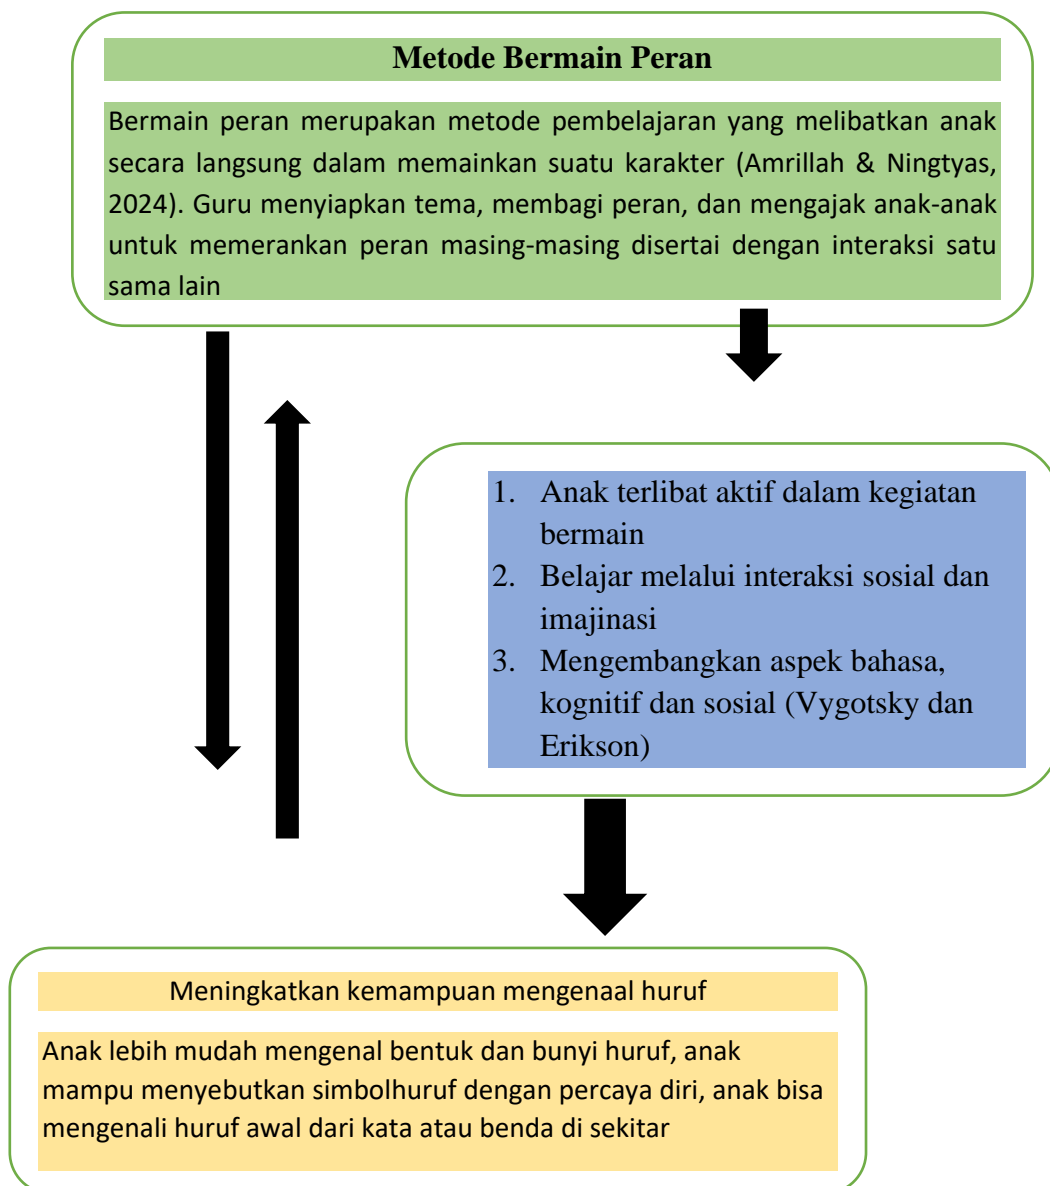 Metode Bermain Peran
Bermain peran merupakan metode pembelajaran yang melibatkan anak
secara langsung dalam memainkan suatu karakter (Amrillah & Ningtyas,
2024). Guru menyiapkan tema, membagi peran, dan mengajak anak-anak
untuk memerankan peran masing-masing disertai dengan interaksi satu
sama lain
1. Anak terlibat aktif dalam kegiatan
bermain
2. Belajar melalui interaksi sosial dan
imajinasi
3. Mengembangkan aspek bahasa,
kognitif dan sosial (Vygotsky dan
Erikson)
Meningkatkan kemampuan mengenaal huruf
Anak lebih mudah mengenal bentuk dan bunyi huruf, anak
mampu menyebutkan simbolhuruf dengan percaya diri, anak bisa
mengenali huruf awal dari kata atau benda di sekitar